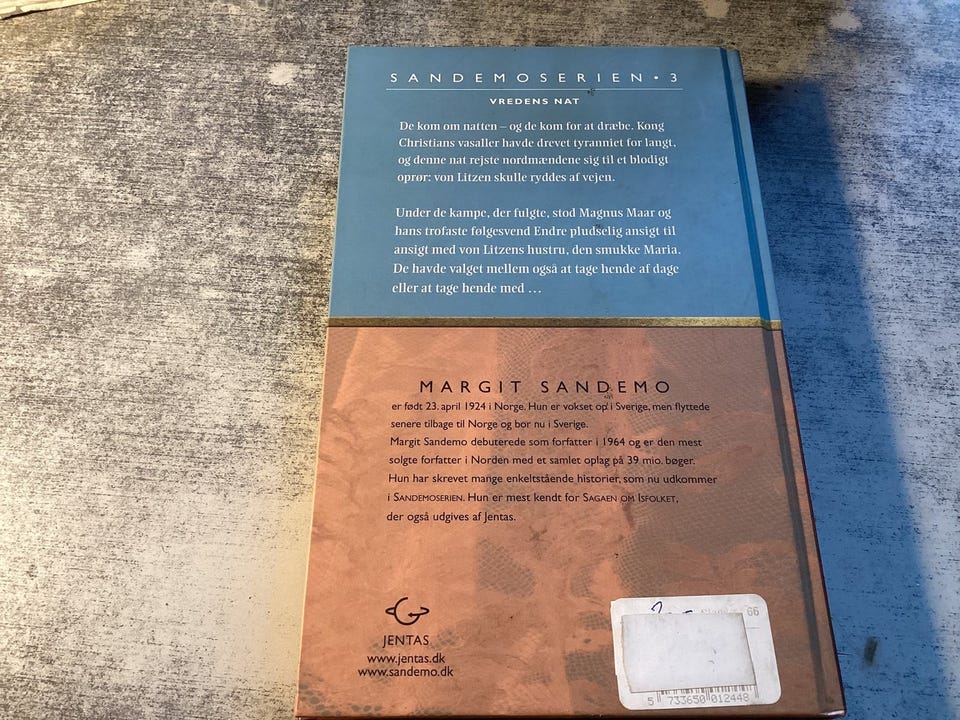 SANDEMOSERIEN • 3
VREDENS NAT
De kom om natten – og de kom for at dræbe. Kong
Christians vasaller havde drevet tyranniet for langt,
og denne nat rejste nordmændene sig til et blodigt
oprør: von Litzen skulle ryddes af vejen.
Under de kampe, der fulgte, stod Magnus Maar og
hans trofaste følgesvend Endre pludselig ansigt til
ansigt med von Litzens hustru, den smukke Maria.
De havde valget mellem også at tage hende af dage
eller at tage hende med ...
MARGIT SANDEMO
er født 23. april 1924 i Norge. Hun er vokset op i Sverige, men flyttede
senere tilbage til Norge og bor nu i Sverige.
Margit Sandemo debuterede som forfatter i 1964 og er den mest
solgte forfatter i Norden med et samlet oplag på 39 mio. bøger.
Hun har skrevet mange enkeltstående historier, som nu udkommer
i SANDEMOSERIEN. Hun er mest kendt for SAGAEN OM ISFOLKET,
der også udgives af Jentas.
JENTAS
www.jentas.dk
www.sandemo.dk
66
5 733650 012448